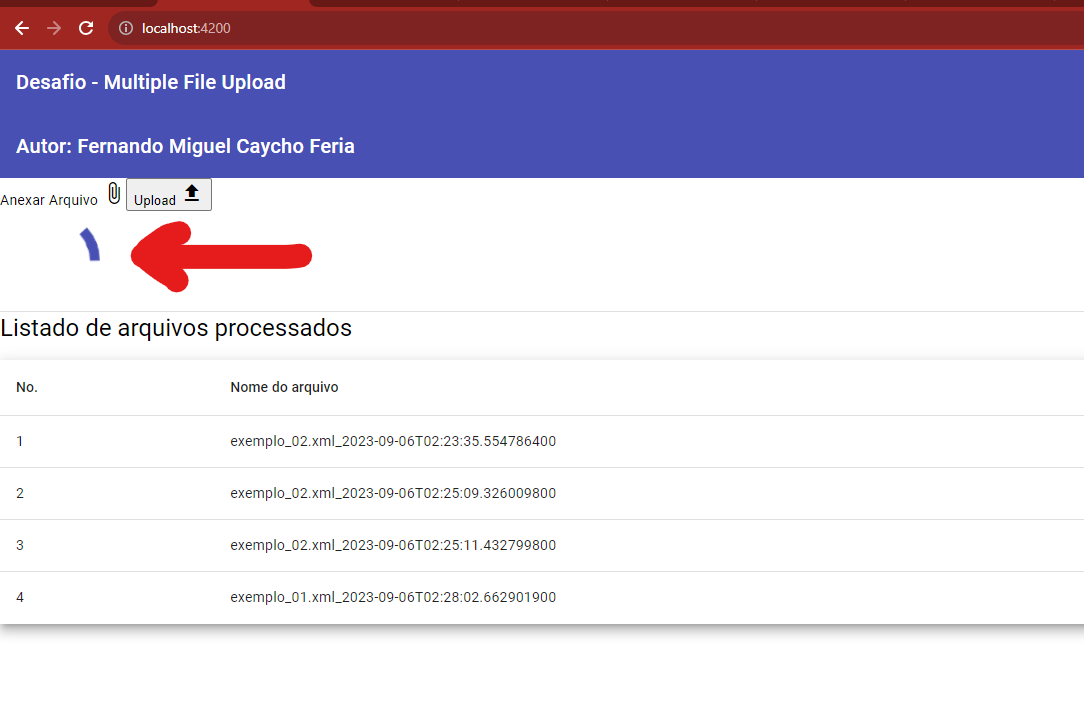 localhost:4200
Desafio - Multiple File Upload
Autor: Fernando Miguel Caycho Feria
Anexar Arquivo Upload
Listado de arquivos processados
No. Nome do arquivo
1 exemplo_02.xml_2023-09-06T02:23:35.554786400
2 exemplo_02.xml_2023-09-06T02:25:09.326009800
3 exemplo_02.xml_2023-09-06T02:25:11.432799800
4 exemplo_01.xml_2023-09-06T02:28:02.662901900